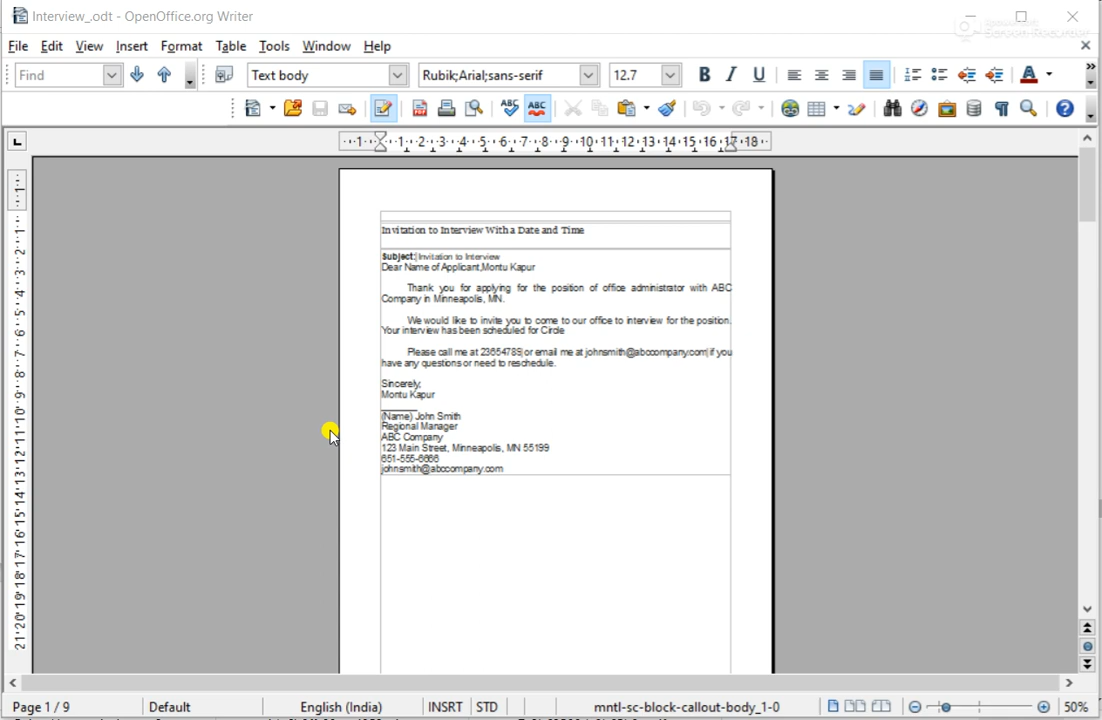 Interview_.odt - OpenOffice.org Writer
File Edit View Insert Format Table Tools Window Help
Find Text body Rubik;Arial;sans-serif 12.7
Invitation to Interview With a Date and Time
Subject: Invitation to Interview
Dear Name of Applicant,Montu Kapur
Thank you for applying for the position of office administrator with ABC
Company in Minneapolis, MN.
We would like to invite you to come to our office to interview for the position.
Your interview has been scheduled for Circle
Please call me at 23654789 or email me at johnsmith@abccompany.com if you
have any questions or need to reschedule.
Sincerely,
Montu Kapur
(Name) John Smith
Regional Manager
ABC Company
123 Main Street, Minneapolis, MN 55199
651-555-6666
johnsmith@abccompany.com
Page 1 / 9 Default English (India) INSRT STD mntl-sc-block-callout-body_1-0 50%